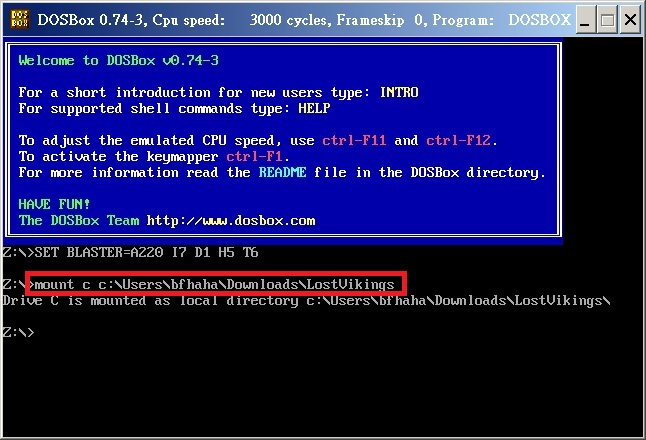 DOSBox 0.74-3, Cpu speed:    3000 cycles, Frameskip  0, Program:   DOSBOX
Welcome to DOSBox v0.74-3
For a short introduction for new users type: INTRO
For supported shell commands type: HELP
To adjust the emulated CPU speed, use ctrl-F11 and ctrl-F12.
To activate the keymapper ctrl-F1.
For more information read the README file in the DOSBox directory.
HAVE FUN!
The DOSBox Team http://www.dosbox.com
Z:\>SET BLASTER=A220 I7 D1 H5 T6
Z:\>mount c c:\Users\bfhaha\Downloads\LostVikings
Drive C is mounted as local directory c:\Users\bfhaha\Downloads\LostVikings\
Z:\>